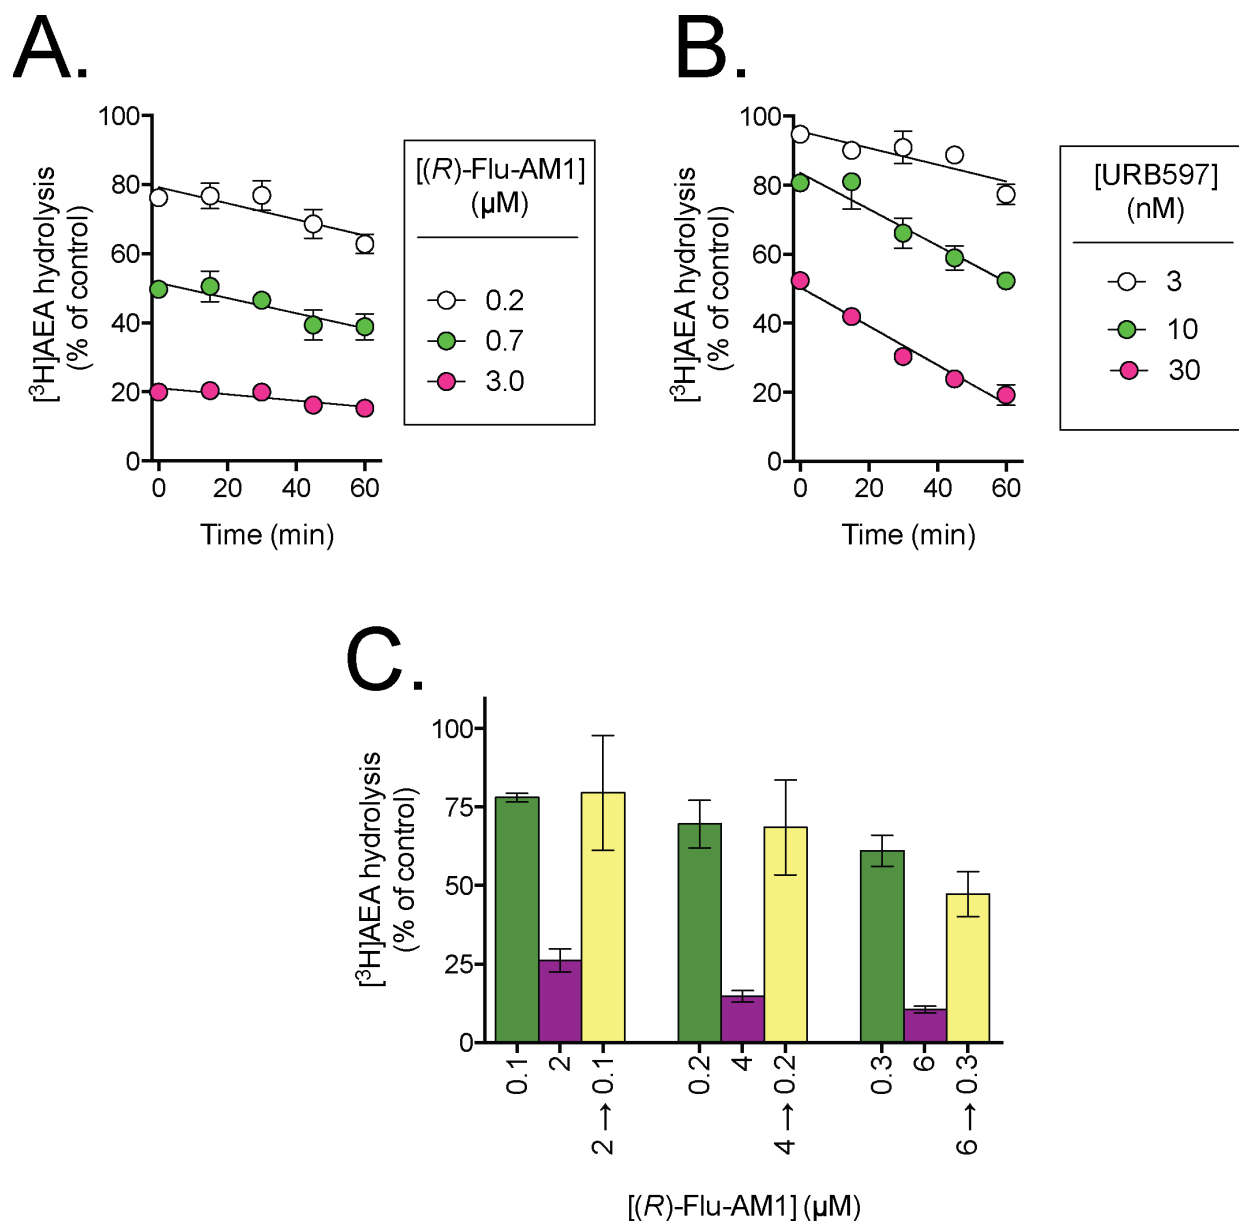 A.
[³H]AEA hydrolysis
(% of control)
100
80
60
40
20
0
0 20 40 60
Time (min)
[(R)-Flu-AM1]
(µM)
0.2
0.7
3.0
B.
[³H]AEA hydrolysis
(% of control)
100
80
60
40
20
0
0 20 40 60
Time (min)
[URB597]
(nM)
3
10
30
C.
[³H]AEA hydrolysis
(% of control)
100
75
50
25
0
0.1 2 2→0.1 0.2 4 4→0.2 0.3 6 6→0.3
[(R)-Flu-AM1] (µM)